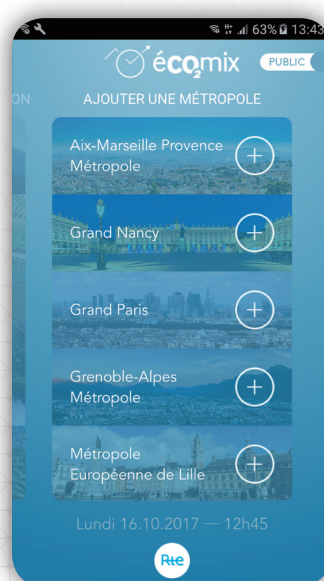 63% 13:43
éco₂mix PUBLIC
ON AJOUTER UNE MÉTROPOLE
Aix-Marseille Provence
Métropole
Grand Nancy
Grand Paris
Grenoble-Alpes
Métropole
Métropole
Européenne de Lille
Lundi 16.10.2017 — 12h45
Rte